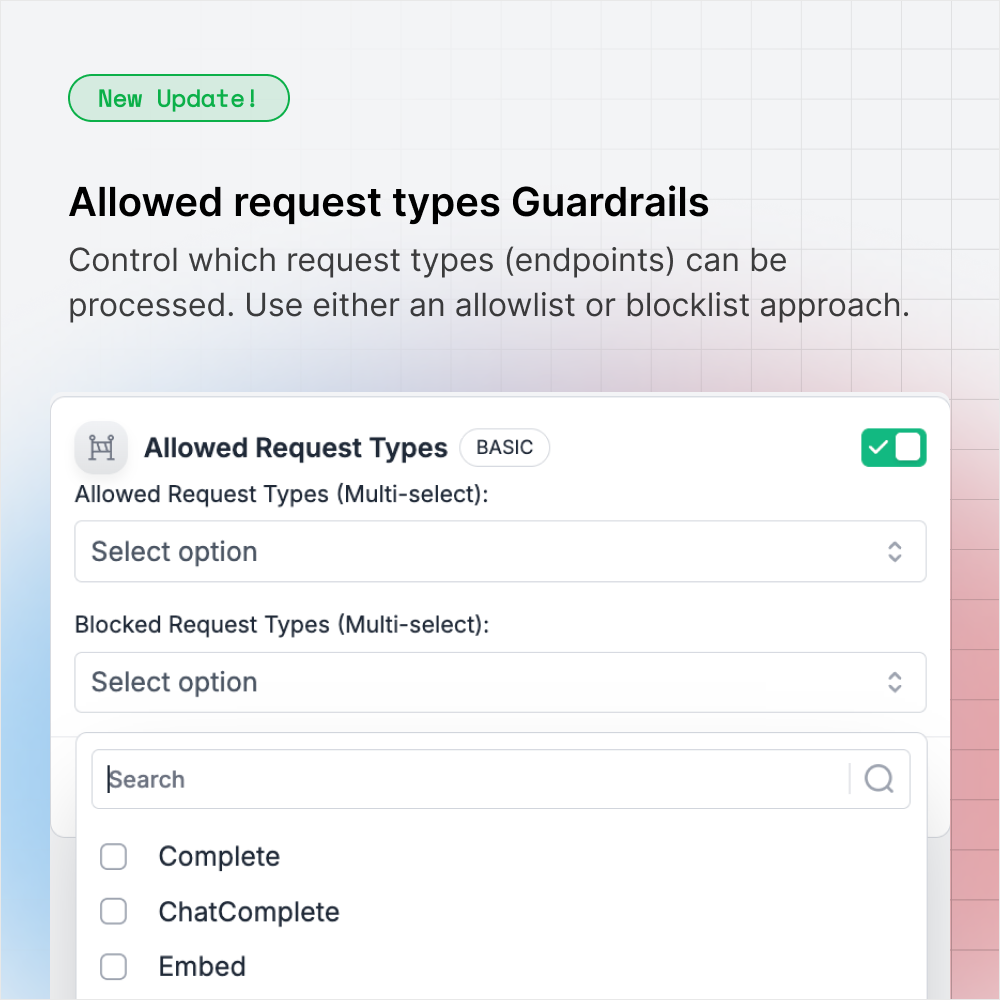 New Update!
Allowed request types Guardrails
Control which request types (endpoints) can be
processed. Use either an allowlist or blocklist approach.
Allowed Request Types BASIC
Allowed Request Types (Multi-select):
Select option
Blocked Request Types (Multi-select):
Select option
Search
Complete
ChatComplete
Embed